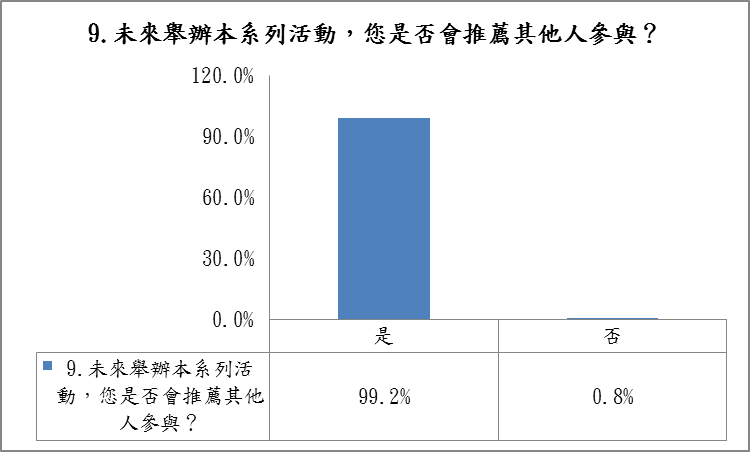 9.未來舉辦本系列活動，您是否會推薦其他人參與？
120.0%
90.0%
60.0%
30.0%
0.0%
是 否
9.未來舉辦本系列活
動，您是否會推薦其他
人參與？
99.2% 0.8%